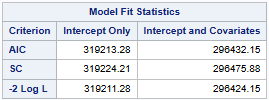 Model Fit Statistics
Criterion Intercept Only Intercept and Covariates
AIC 319213.28 296432.15
SC 319224.21 296475.88
-2 Log L 319211.28 296424.15